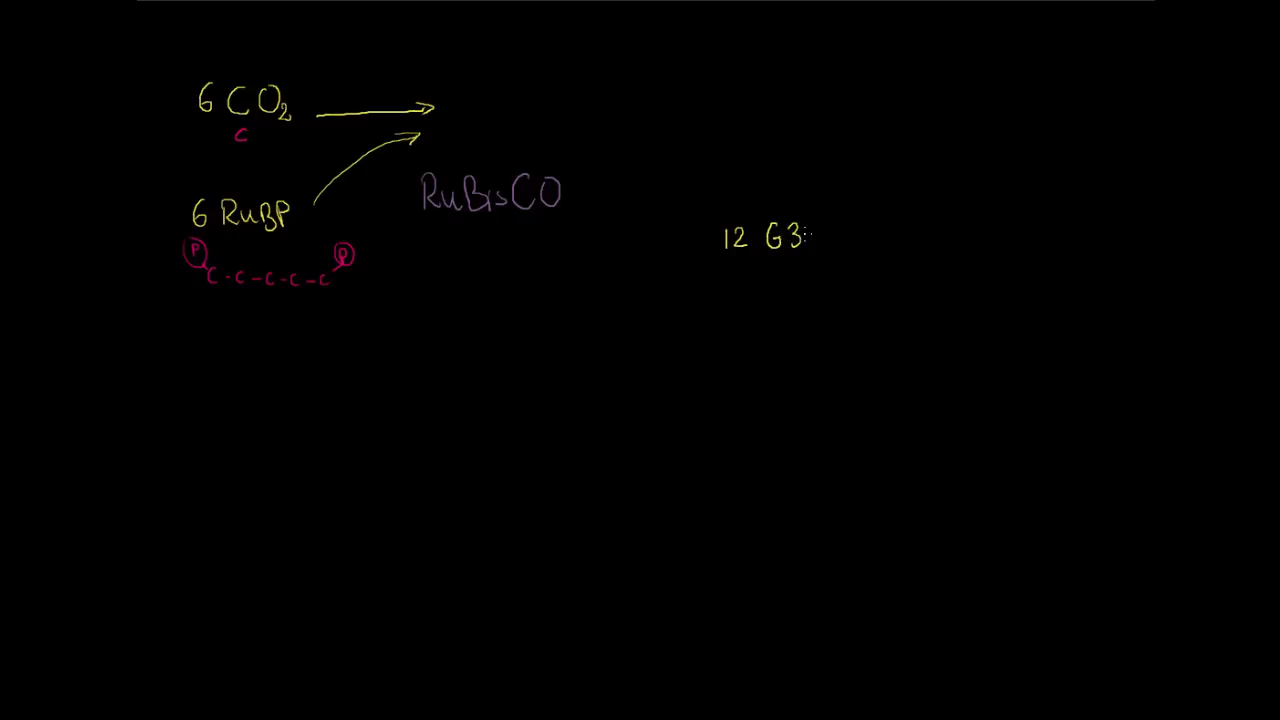 6 CO₂
C
6 RuBP
RuBisCO
P P
C - C - C - C - C
12 G3